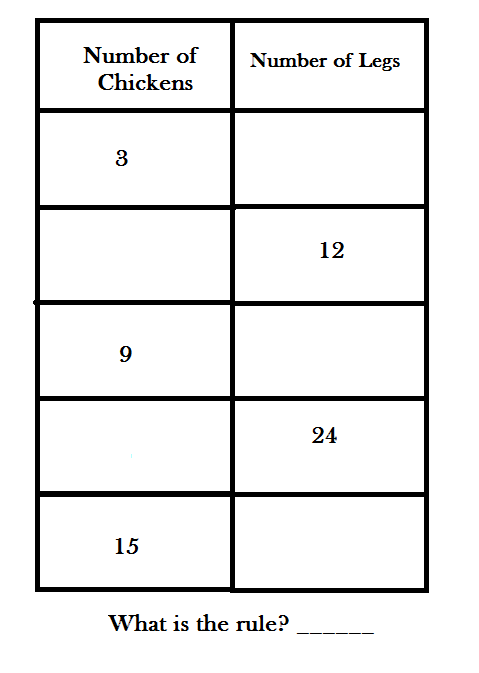 Number of
Chickens
Number of Legs
3
12
9
24
15
What is the rule? ______